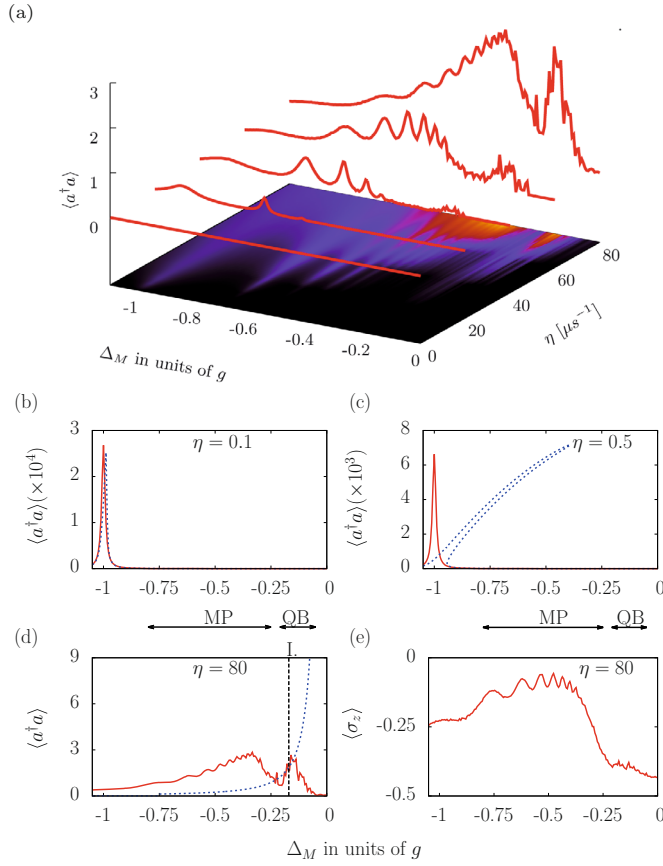 (a)
3
2
1
0
⟨a†a⟩
-1
-0.8
-0.6
-0.4
-0.2
0
Δ_M in units of g
0
20
40
60
80
η [μs⁻¹]
(b)
η = 0.1
3
2
1
0
⟨a†a⟩(×10⁴)
-1
-0.75
-0.5
-0.25
0
(c)
η = 0.5
8
6
4
2
0
⟨a†a⟩(×10³)
-1
-0.75
-0.5
-0.25
0
MP
QB
(d)
I.
η = 80
9
6
3
0
⟨a†a⟩
-1
-0.75
-0.5
-0.25
0
MP
QB
(e)
η = 80
0
-0.25
-0.5
⟨σ_z⟩
-1
-0.75
-0.5
-0.25
0
Δ_M in units of g